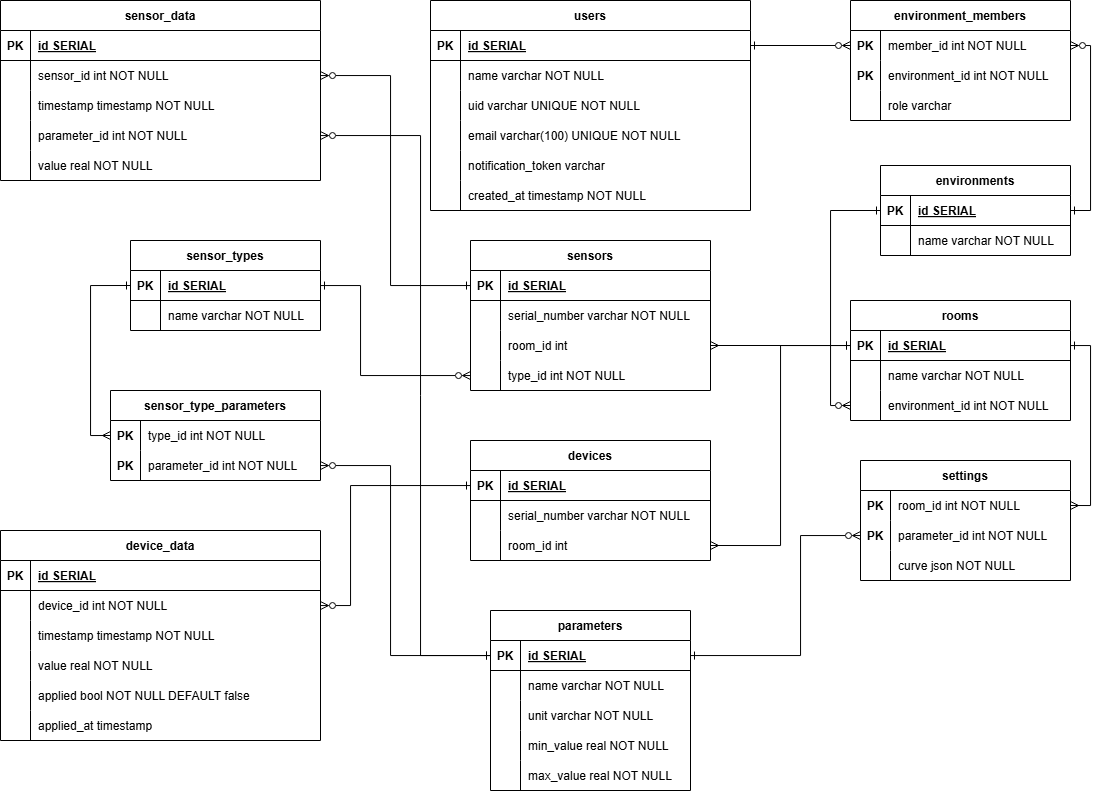 sensor_data
PK id SERIAL
sensor_id int NOT NULL
timestamp timestamp NOT NULL
parameter_id int NOT NULL
value real NOT NULL
users
PK id SERIAL
name varchar NOT NULL
uid varchar UNIQUE NOT NULL
email varchar(100) UNIQUE NOT NULL
notification_token varchar
created_at timestamp NOT NULL
environment_members
PK member_id int NOT NULL
PK environment_id int NOT NULL
role varchar
environments
PK id SERIAL
name varchar NOT NULL
sensor_types
PK id SERIAL
name varchar NOT NULL
sensors
PK id SERIAL
serial_number varchar NOT NULL
room_id int
type_id int NOT NULL
rooms
PK id SERIAL
name varchar NOT NULL
environment_id int NOT NULL
sensor_type_parameters
PK type_id int NOT NULL
PK parameter_id int NOT NULL
devices
PK id SERIAL
serial_number varchar NOT NULL
room_id int
settings
PK room_id int NOT NULL
PK parameter_id int NOT NULL
curve json NOT NULL
device_data
PK id SERIAL
device_id int NOT NULL
timestamp timestamp NOT NULL
value real NOT NULL
applied bool NOT NULL DEFAULT false
applied_at timestamp
parameters
PK id SERIAL
name varchar NOT NULL
unit varchar NOT NULL
min_value real NOT NULL
max_value real NOT NULL